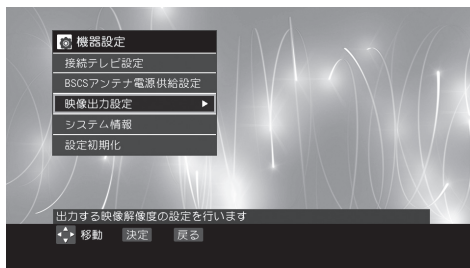 機器設定
接続テレビ設定
BSCSアンテナ電源供給設定
映像出力設定
システム情報
設定初期化
出力する映像解像度の設定を行います
移動 決定 戻る